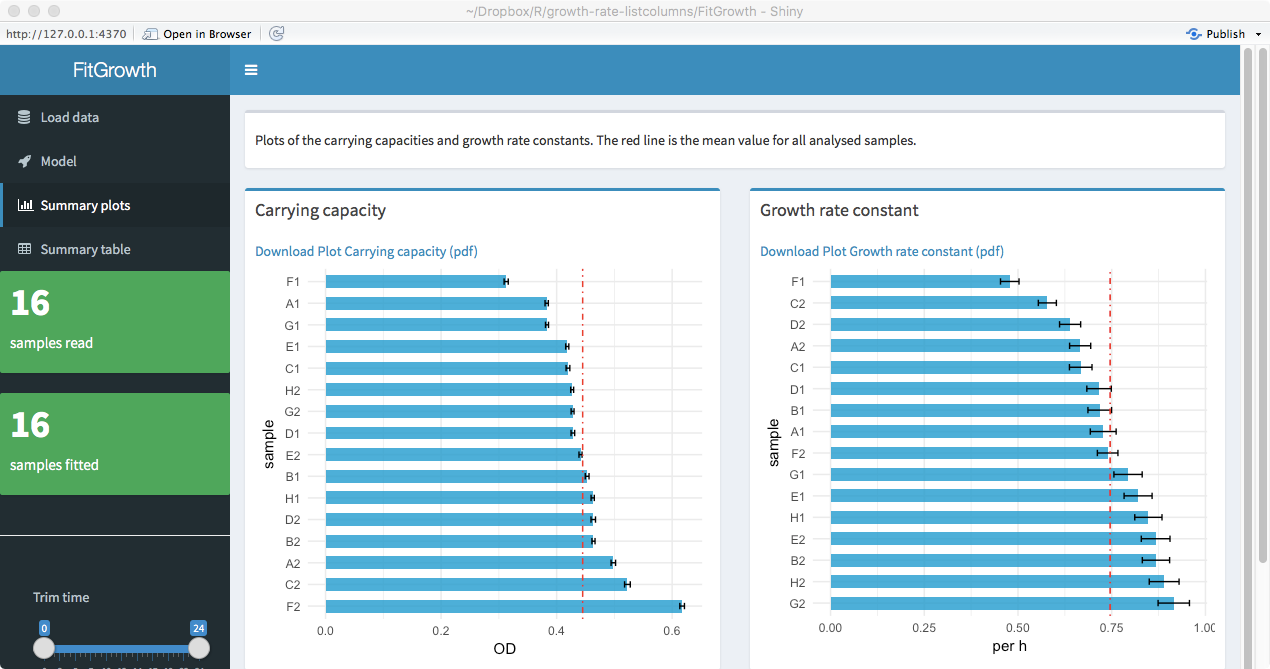 ~/Dropbox/R/growth-rate-listcolumns/FitGrowth - Shiny
http://127.0.0.1:4370 Open in Browser Publish
FitGrowth
Load data
Model
Summary plots
Summary table
16
samples read
16
samples fitted
Trim time
0 24
Plots of the carrying capacities and growth rate constants. The red line is the mean value for all analysed samples.
Carrying capacity
Download Plot Carrying capacity (pdf)
sample
F1
A1
G1
E1
C1
H2
G2
D1
E2
B1
H1
D2
B2
A2
C2
F2
0.0 0.2 0.4 0.6
OD
Growth rate constant
Download Plot Growth rate constant (pdf)
sample
F1
C2
D2
A2
C1
D1
B1
A1
F2
G1
E1
H1
E2
B2
H2
G2
0.00 0.25 0.50 0.75 1.00
per h